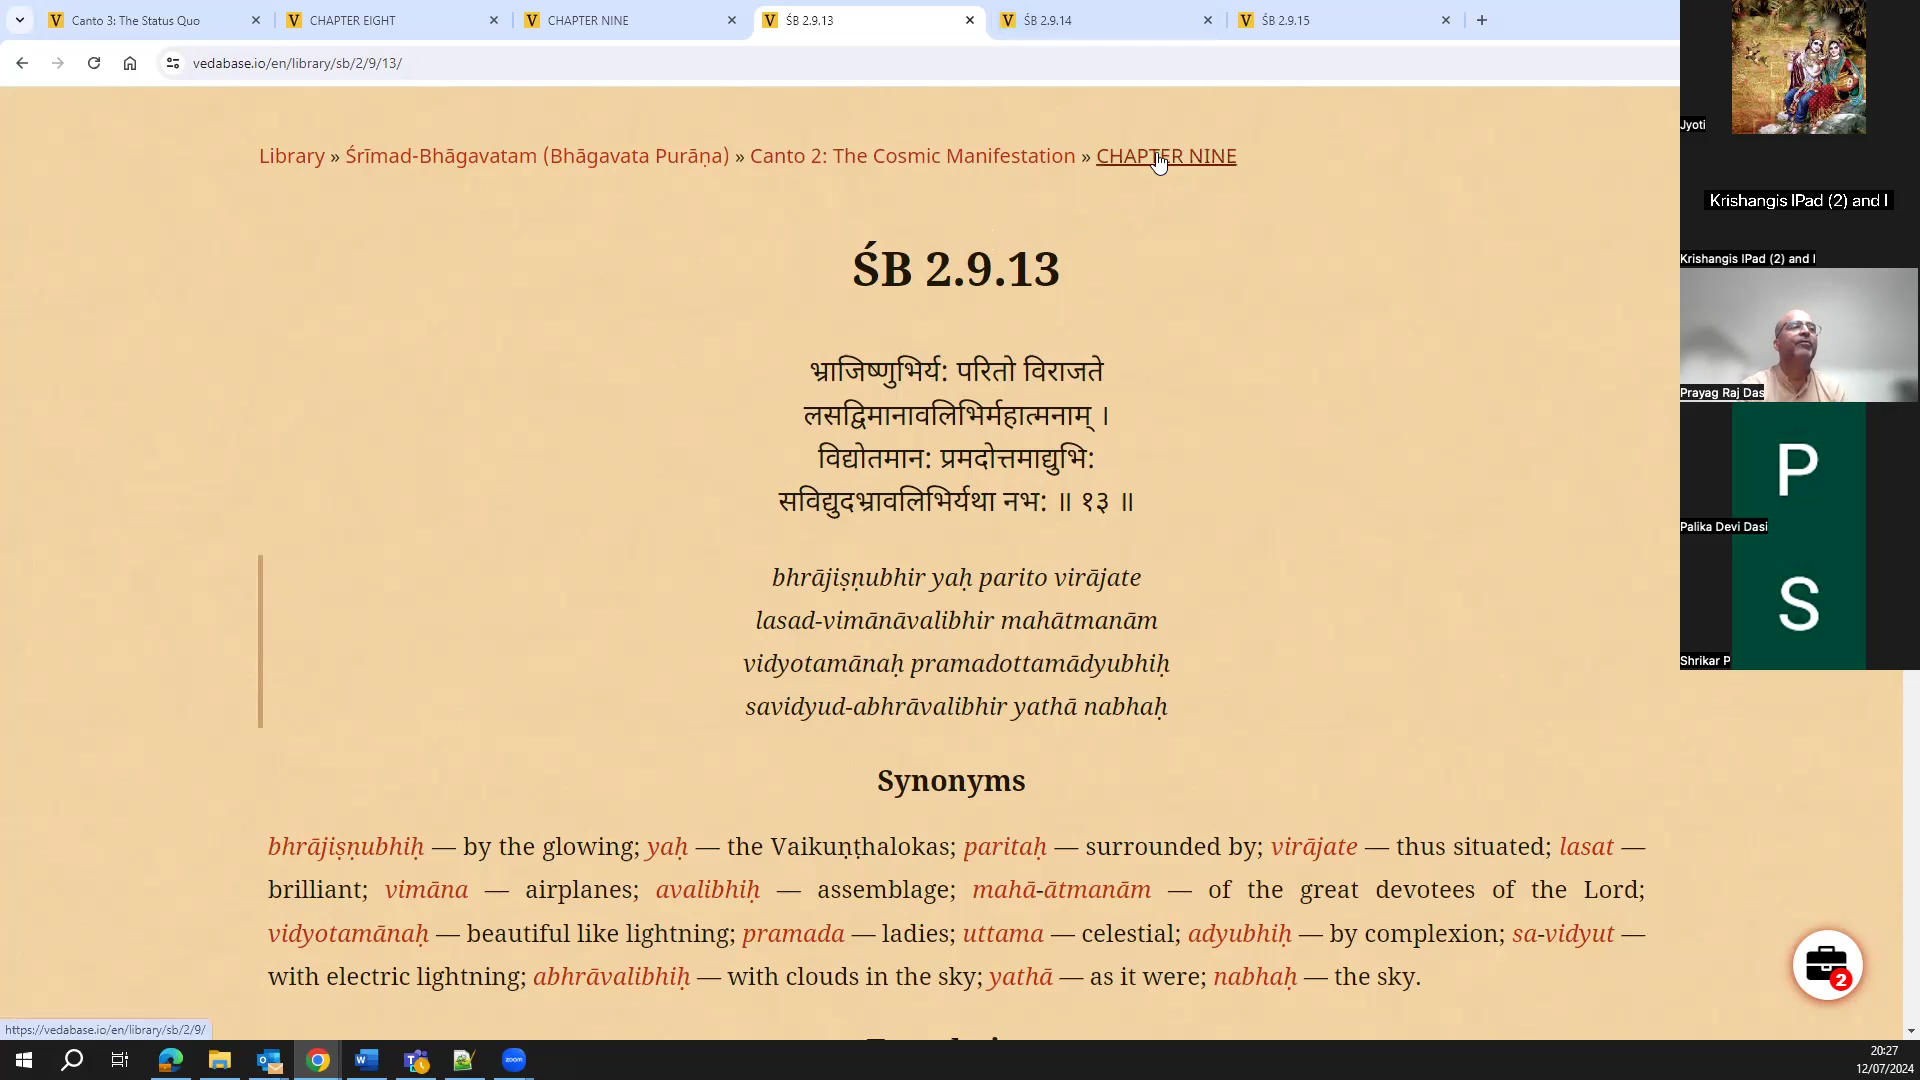 Canto 3: The Status Quo
CHAPTER EIGHT
CHAPTER NINE
ŚB 2.9.13
ŚB 2.9.14
ŚB 2.9.15
vedabase.io/en/library/sb/2/9/13/
Library » Śrīmad-Bhāgavatam (Bhāgavata Purāṇa) » Canto 2: The Cosmic Manifestation » CHAPTER NINE
ŚB 2.9.13
भ्राजिष्णुभिर्य: परितो विराजते
लसद्विमानावलिभिर्महात्मनाम् ।
विद्योतमान: प्रमदोत्तमाद्युभि:
सविद्युदभ्रावलिभिर्यथा नभ: ॥ १३ ॥
bhrājiṣṇubhir yaḥ parito virājate
lasad-vimānāvalibhir mahātmanām
vidyotamānaḥ pramadottamādyubhiḥ
savidyud-abhrāvalibhir yathā nabhaḥ
Synonyms
bhrājiṣṇubhiḥ — by the glowing; yaḥ — the Vaikuṇṭhalokas; paritaḥ — surrounded by; virājate — thus situated; lasat —
brilliant; vimāna — airplanes; avalibhiḥ — assemblage; mahā-ātmanām — of the great devotees of the Lord;
vidyotamānaḥ — beautiful like lightning; pramada — ladies; uttama — celestial; adyubhiḥ — by complexion; sa-vidyut —
with electric lightning; abhrāvalibhiḥ — with clouds in the sky; yathā — as it were; nabhaḥ — the sky.
2
https://vedabase.io/en/library/sb/2/9/
Jyoti
Krishangis IPad (2) and I
Krishangis IPad (2) and I
Prayag Raj Das
P
Palika Devi Dasi
S
Shrikar P
zoom
20:27
12/07/2024